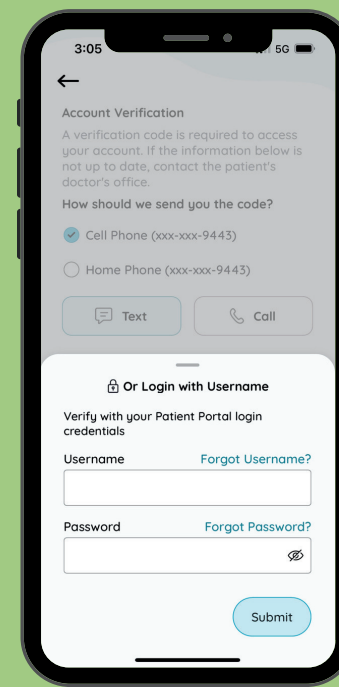 3:05 5G
Account Verification
A verification code is required to access
your account. If the information below is
not up to date, contact the patient's
doctor's office.
How should we send you the code?
Cell Phone (xxx-xxx-9443)
Home Phone (xxx-xxx-9443)
Text Call
Or Login with Username
Verify with your Patient Portal login
credentials
Username Forgot Username?
Password Forgot Password?
Submit